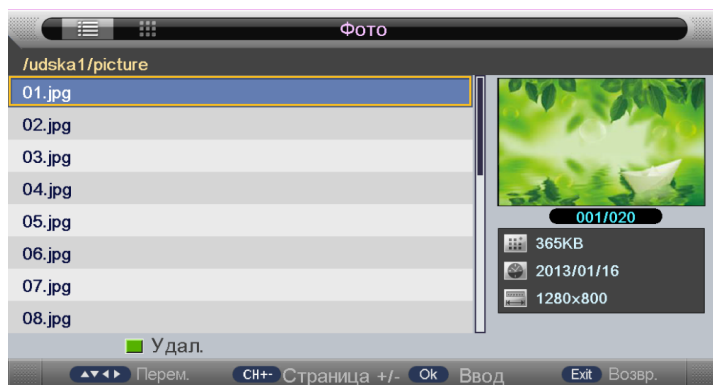 Фото
/udska1/picture
01.jpg
02.jpg
03.jpg
04.jpg
05.jpg
06.jpg
07.jpg
08.jpg
001/020
365KB
2013/01/16
1280x800
Удал.
Перем. CH+- Страница +/- Ok Ввод Exit Возвр.